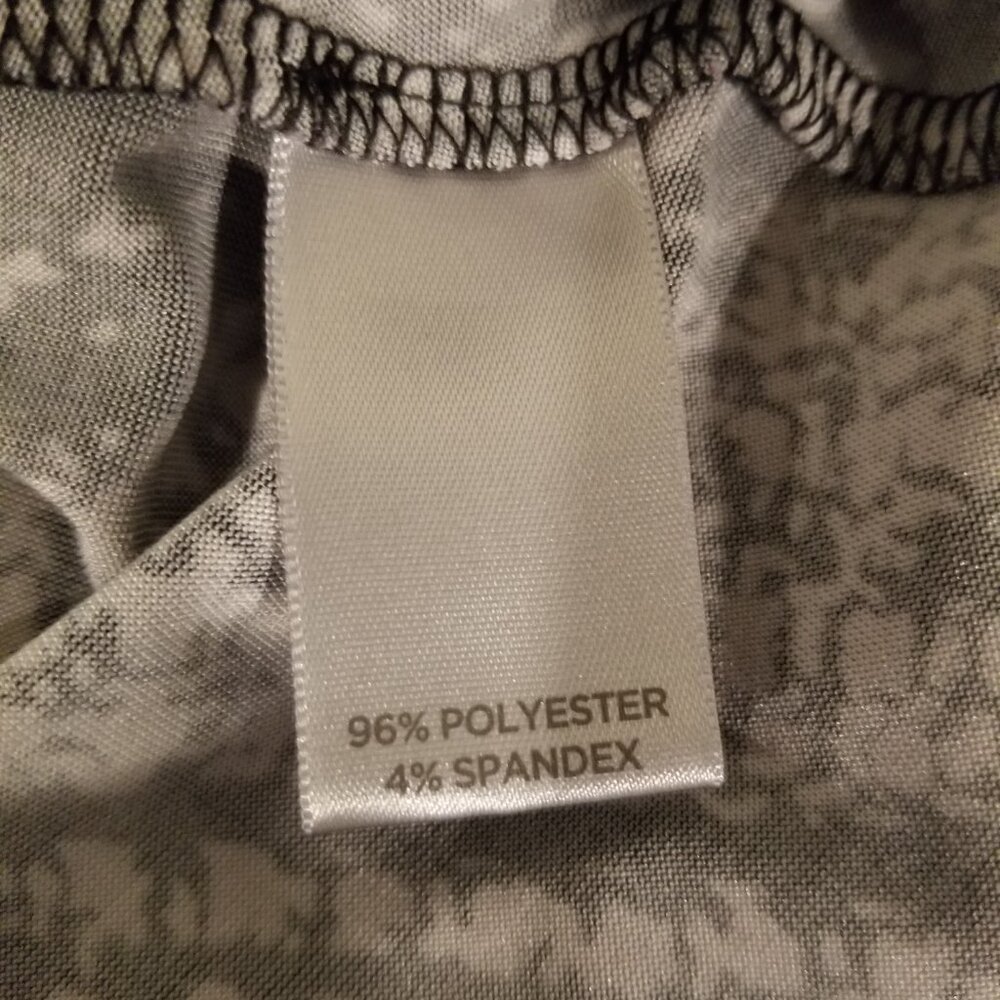 96% POLYESTER
4% SPANDEX